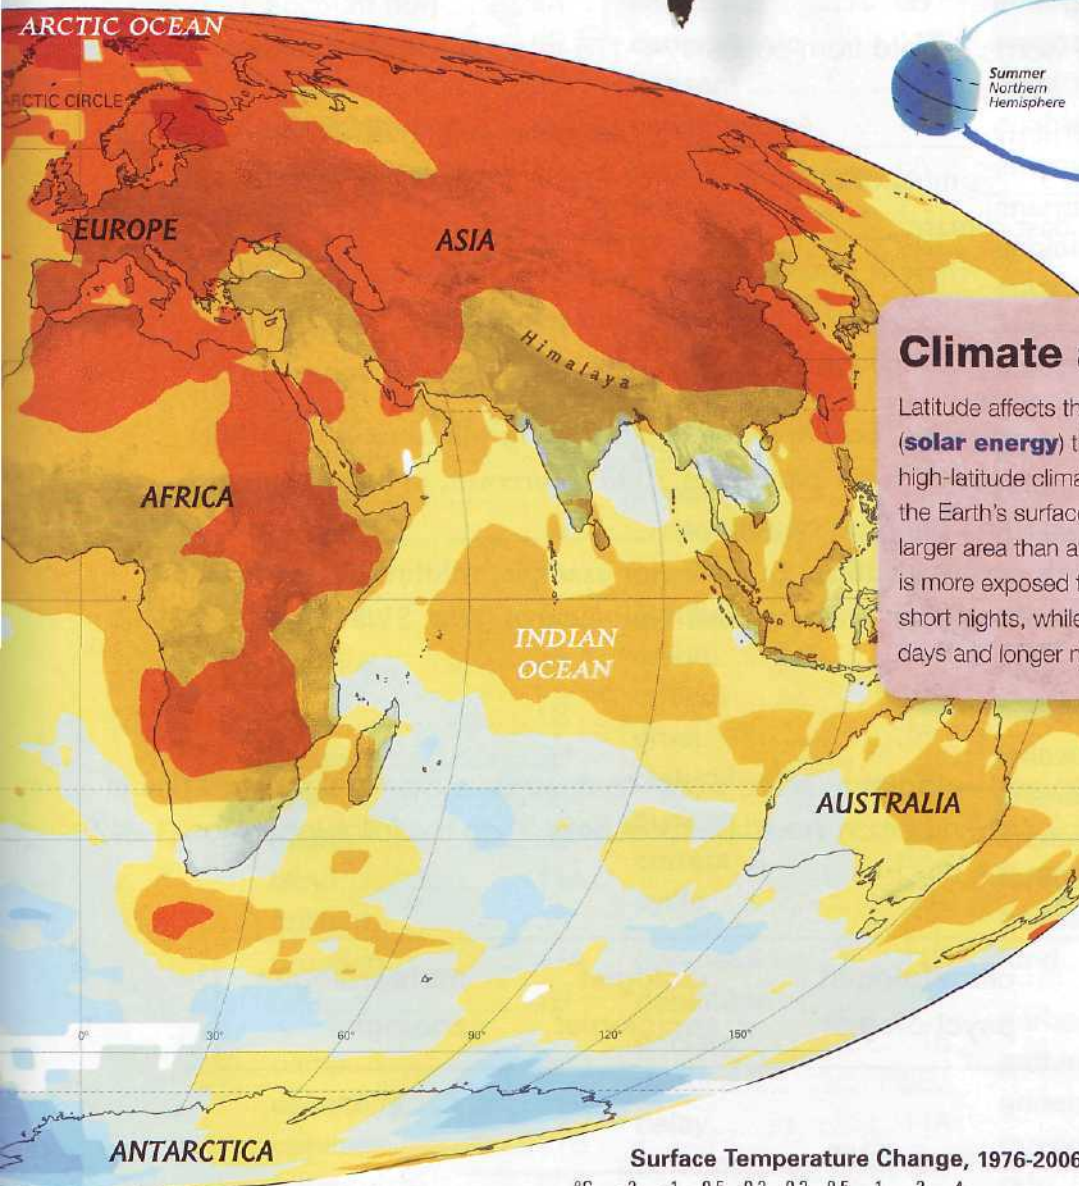 ARCTIC OCEAN
Summer
Northern
Hemisphere
ARCTIC CIRCLE
EUROPE
ASIA
Himalaya
Climate
Latitude affects th
(solar energy) t
high-latitude clima
the Earth's surface
larger area than a
is more exposed t
short nights, while
days and longer n
AFRICA
INDIAN
OCEAN
AUSTRALIA
0° 30° 60° 90° 120° 150°
ANTARCTICA
Surface Temperature Change, 1976-2006